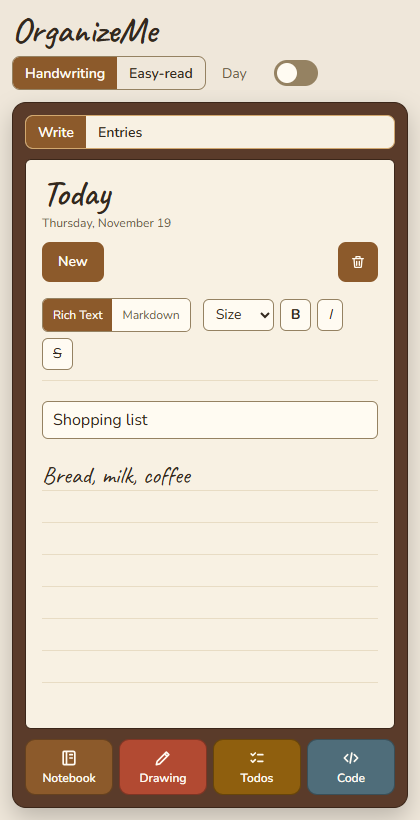 OrganizeMe
Handwriting Easy-read Day
Write Entries
Today
Thursday, November 19
New
Rich Text Markdown Size B I
S
Shopping list
Bread, milk, coffee
Notebook Drawing Todos Code